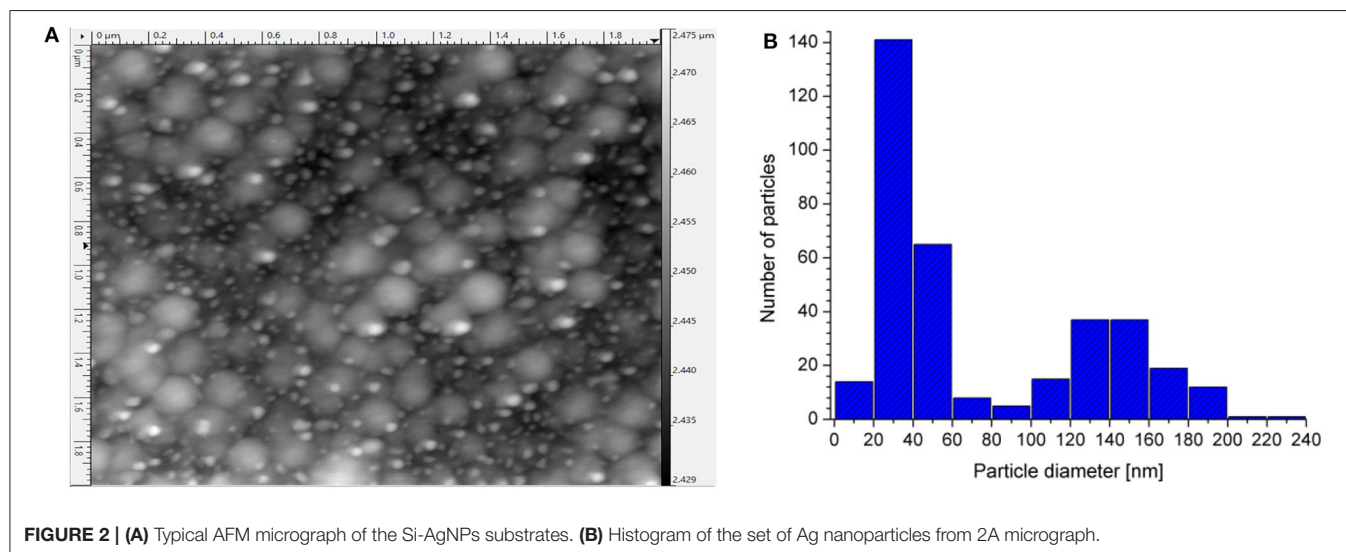 A
0 µm 0.2 0.4 0.6 0.8 1.0 1.2 1.4 1.6 1.8
0 µm
0.2
0.4
0.6
0.8
1.0
1.2
1.4
1.6
1.8
2.475 µm
2.470
2.465
2.460
2.455
2.450
2.445
2.440
2.435
2.429
B
Number of particles
140
120
100
80
60
40
20
0
0 20 40 60 80 100 120 140 160 180 200 220 240
Particle diameter [nm]
FIGURE 2 | (A) Typical AFM micrograph of the Si-AgNPs substrates. (B) Histogram of the set of Ag nanoparticles from 2A micrograph.